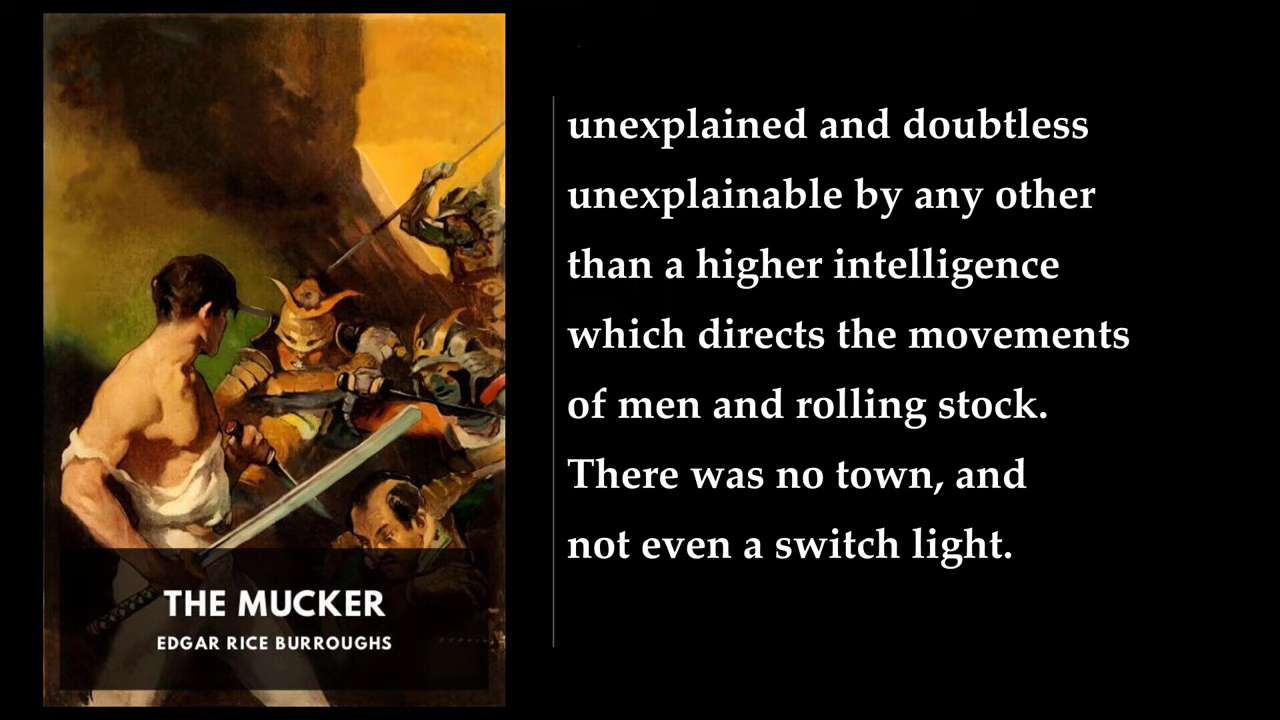 unexplained and doubtless
unexplainable by any other
than a higher intelligence
which directs the movements
of men and rolling stock.
There was no town, and
not even a switch light.
THE MUCKER
EDGAR RICE BURROUGHS